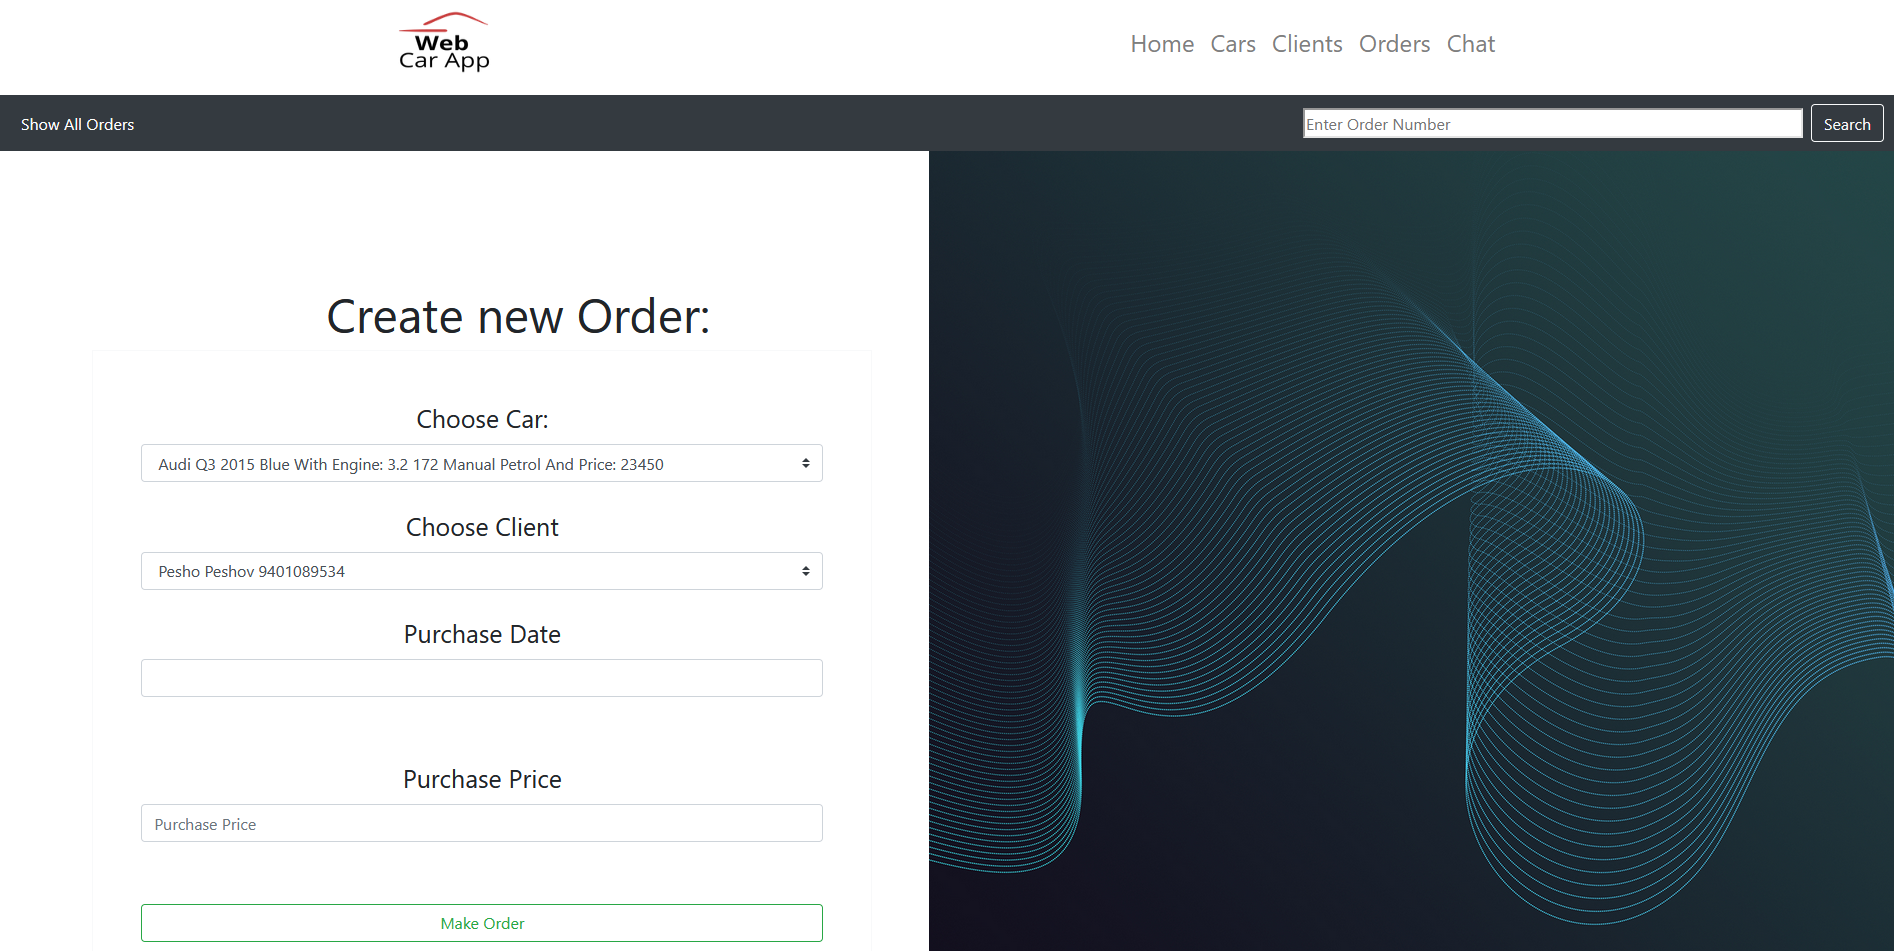 Web
Car App
Home Cars Clients Orders Chat
Show All Orders
Enter Order Number
Search
Create new Order:
Choose Car:
Audi Q3 2015 Blue With Engine: 3.2 172 Manual Petrol And Price: 23450
Choose Client
Pesho Peshov 9401089534
Purchase Date
Purchase Price
Purchase Price
Make Order